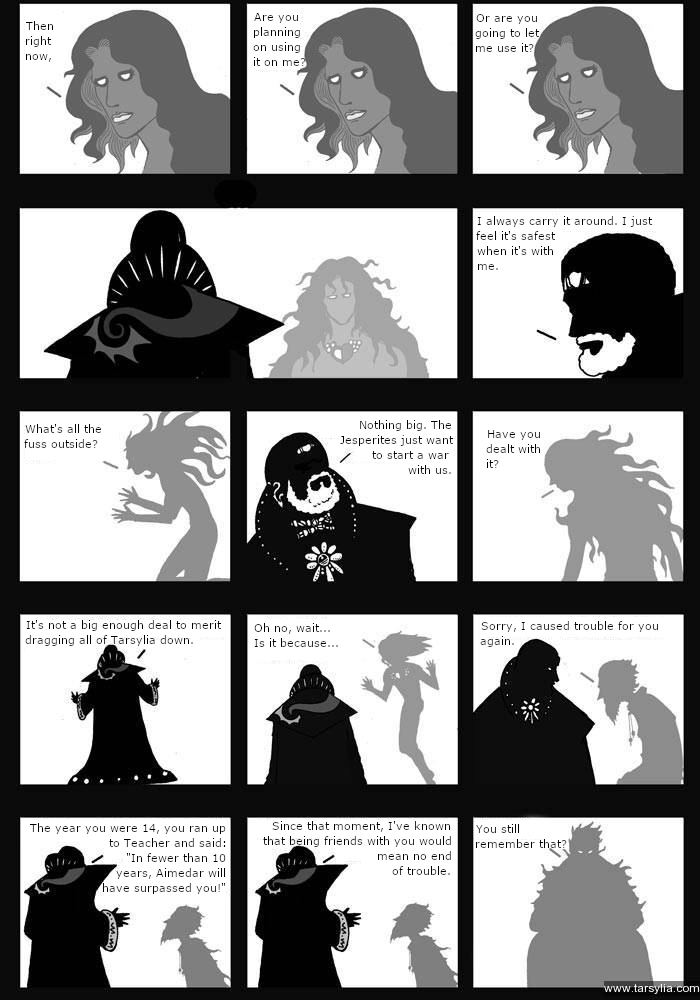 Then
right
now,
Are you
planning
on using
it on me?
Or are you
going to let
me use it?
I always carry it around. I just
feel it's safest
when it's with
me.
What's all the
fuss outside?
Nothing big. The
Jesperites just want
to start a war
with us.
Have you
dealt with
it?
It's not a big enough deal to merit
dragging all of Tarsylia down.
Oh no, wait...
Is it because...
Sorry, I caused trouble for you
again.
The year you were 14, you ran up
to Teacher and said:
"In fewer than 10
years, Aimedar will
have surpassed you!"
Since that moment, I've known
that being friends with you would
mean no end
of trouble.
You still
remember that?
www.tarsylia.com